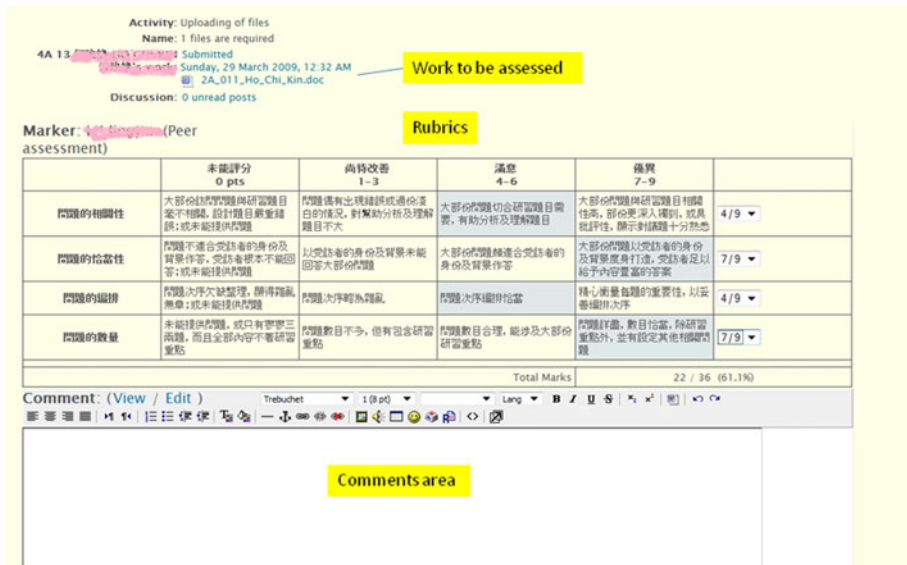 Activity: Uploading of files
Name: 1 files are required
4A 13 Submitted
Sunday, 29 March 2009, 12:32 AM
2A_011_Ho_Chi_Kin.doc
Work to be assessed
Discussion: 0 unread posts
Marker: (Peer
assessment)
Rubrics
未能評分
0 pts
尚待改善
1-3
滿意
4-6
優異
7-9
問題的相關性
大部份訪問問題與研習題目
毫不相關, 設計題目嚴重錯
誤;或未能提供問題
問題偶有出現錯誤或過份淺
白的情況, 對幫助分析及理解
題目不大
大部份問題切合研習題目需
要, 有助分析及理解題目
大部份問題與研習題目相關
性高, 部份更深入獨到, 或具
批評性, 顯示對議題十分熟悉
4/9
問題的恰當性
問題不適合受訪者的身份及
背景作答, 受訪者根本不能回
答;或未能提供問題
以受訪者的身份及背景未能
回答大部份問題
大部份問題頗適合受訪者的
身份及背景作答
大部份問題以受訪者的身份
及背景度身打造, 受訪者足以
給予內容豐富的答案
7/9
問題的編排
問題次序欠缺整理, 顯得雜亂
無章;或未能提供問題
問題次序略為雜亂
問題次序編排恰當
精心衡量每題的重要性, 以妥
善編排次序
4/9
問題的數量
未能提供問題, 或只有寥寥三
兩題, 而且全部內容不着研習
重點
問題數目不多, 但有包含研習
重點
問題數目合理, 能涉及大部份
研習重點
問題詳盡, 數目恰當, 除研習
重點外, 並有設定其他相關問
題
7/9
Total Marks
22 / 36 (61.1%)
Comment: (View / Edit )
Trebuchet
1 (8 pt)
Lang
B I U S
Comments area